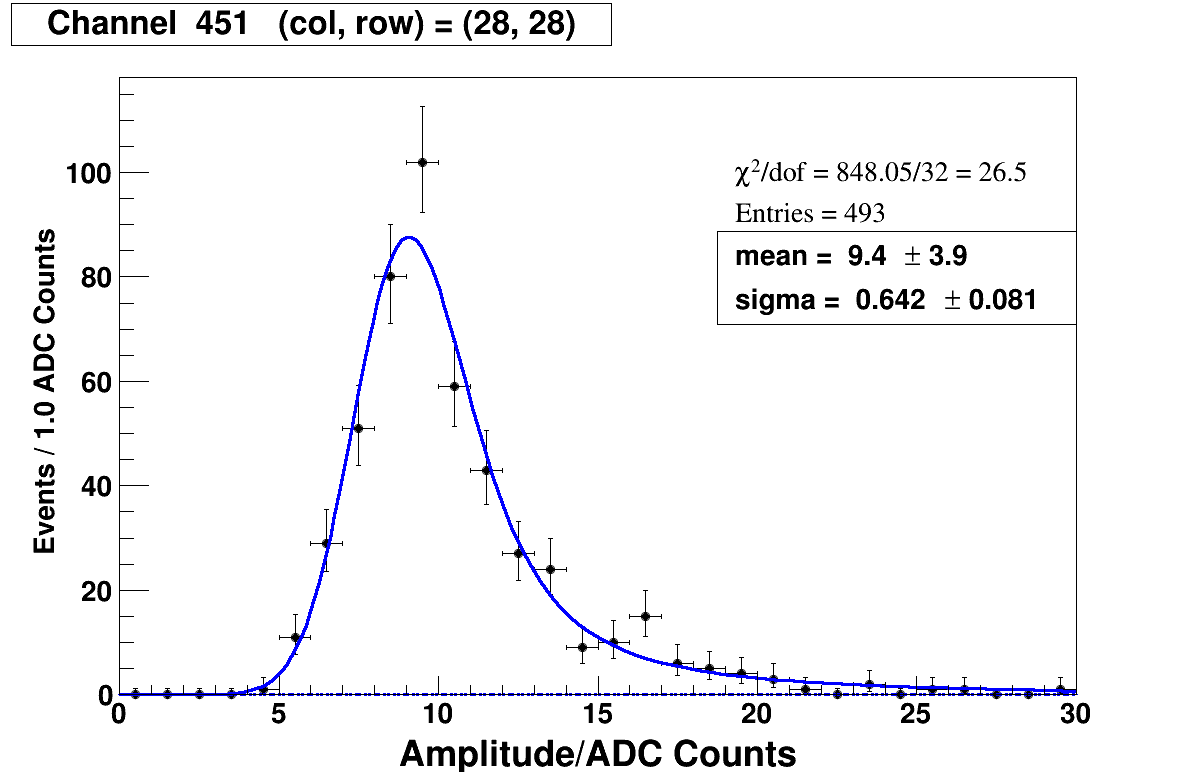 Channel 451 (col, row) = (28, 28)
χ²/dof = 848.05/32 = 26.5
Entries = 493
mean = 9.4 ± 3.9
sigma = 0.642 ± 0.081
Events / 1.0 ADC Counts
100
80
60
40
20
0
0 5 10 15 20 25 30
Amplitude/ADC Counts